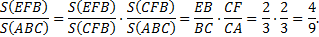 S(EFB)/S(ABC) = S(EFB)/S(CFB) · S(CFB)/S(ABC) = EB/BC · CF/CA = 2/3 · 2/3 = 4/9.